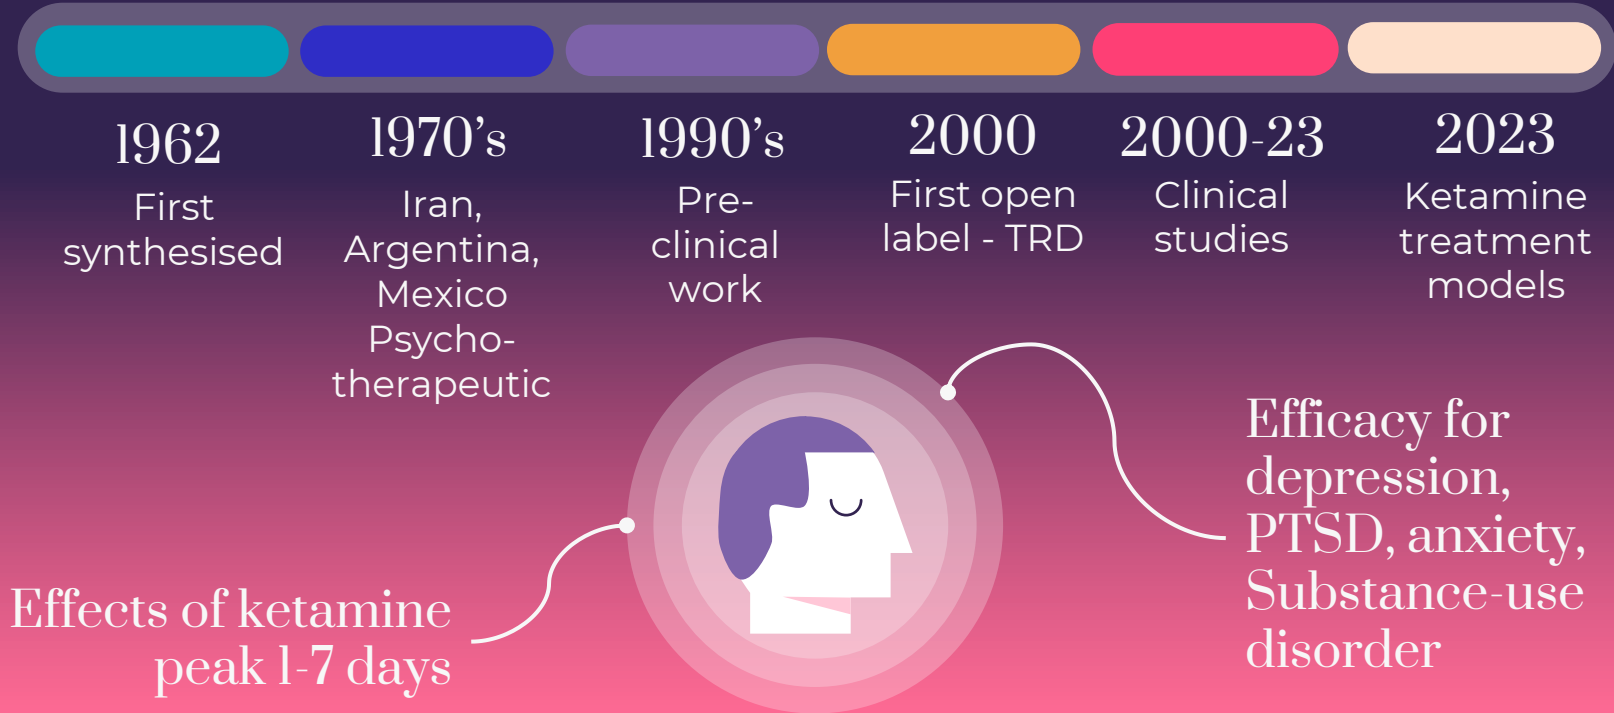 1962
First
synthesised
1970’s
Iran,
Argentina,
Mexico
Psycho-
therapeutic
1990’s
Pre-
clinical
work
2000
First open
label - TRD
2000-23
Clinical
studies
2023
Ketamine
treatment
models
Effects of ketamine
peak 1-7 days
Efficacy for
depression,
PTSD, anxiety,
Substance-use
disorder